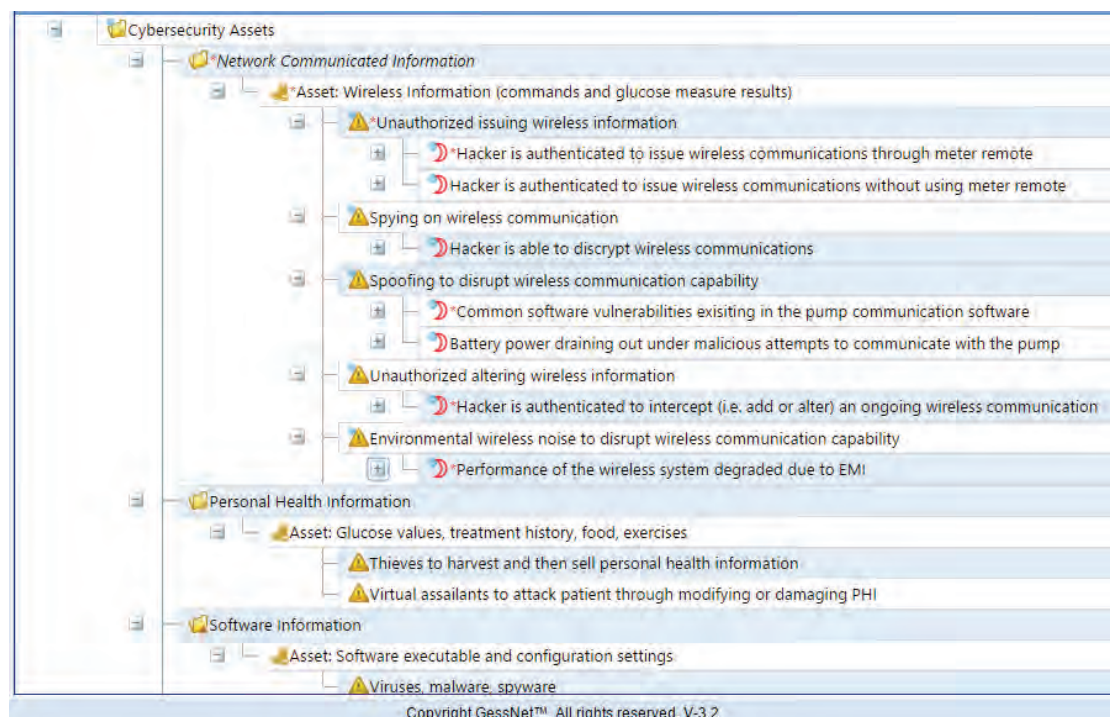 Cybersecurity Assets
*Network Communicated Information
*Asset: Wireless Information (commands and glucose measure results)
*Unauthorized issuing wireless information
*Hacker is authenticated to issue wireless communications through meter remote
Hacker is authenticated to issue wireless communications without using meter remote
Spying on wireless communication
Hacker is able to discrypt wireless communications
Spoofing to disrupt wireless communication capability
*Common software vulnerabilities exisiting in the pump communication software
Battery power draining out under malicious attempts to communicate with the pump
Unauthorized altering wireless information
*Hacker is authenticated to intercept (i.e. add or alter) an ongoing wireless communication
Environmental wireless noise to disrupt wireless communication capability
*Performance of the wireless system degraded due to EMI
Personal Health Information
Asset: Glucose values, treatment history, food, exercises
Thieves to harvest and then sell personal health information
Virtual assailants to attack patient through modifying or damaging PHI
Software Information
Asset: Software executable and configuration settings
Viruses, malware, spyware
Copyright GessNet™ All rights reserved. V-3.2